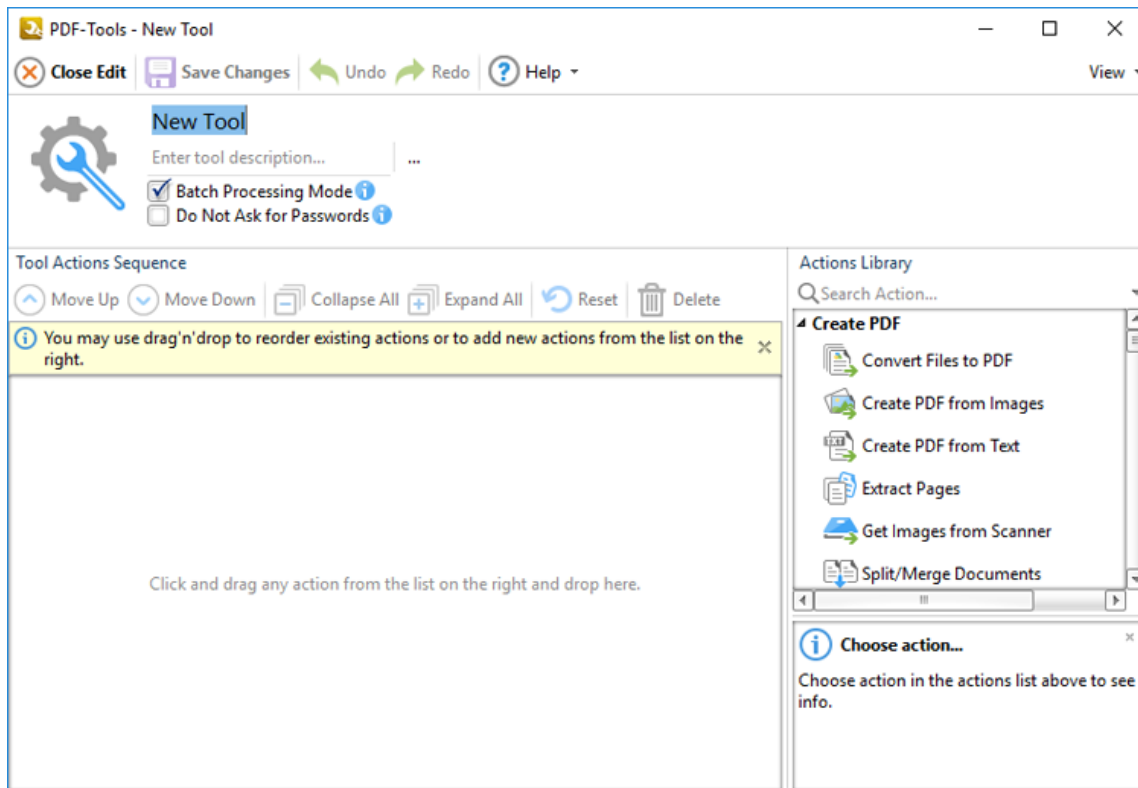 PDF-Tools - New Tool
Close Edit Save Changes Undo Redo ? Help View
New Tool
Enter tool description... ...
Batch Processing Mode i
Do Not Ask for Passwords i
Tool Actions Sequence
Move Up Move Down Collapse All Expand All Reset Delete
i You may use drag'n'drop to reorder existing actions or to add new actions from the list on the
right.
Click and drag any action from the list on the right and drop here.
Actions Library
Search Action...
Create PDF
Convert Files to PDF
Create PDF from Images
TXT Create PDF from Text
Extract Pages
Get Images from Scanner
Split/Merge Documents
i Choose action...
Choose action in the actions list above to see
info.